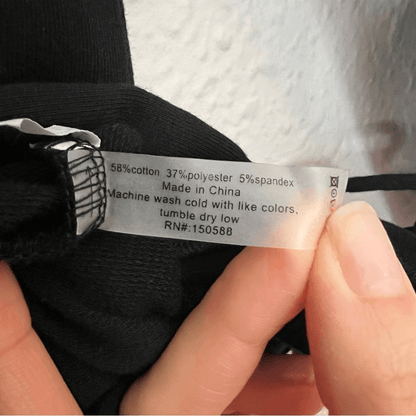 58%cotton 37%polyester 5%spandex
Made in China
Machine wash cold with like colors,
tumble dry low
RN#:150588